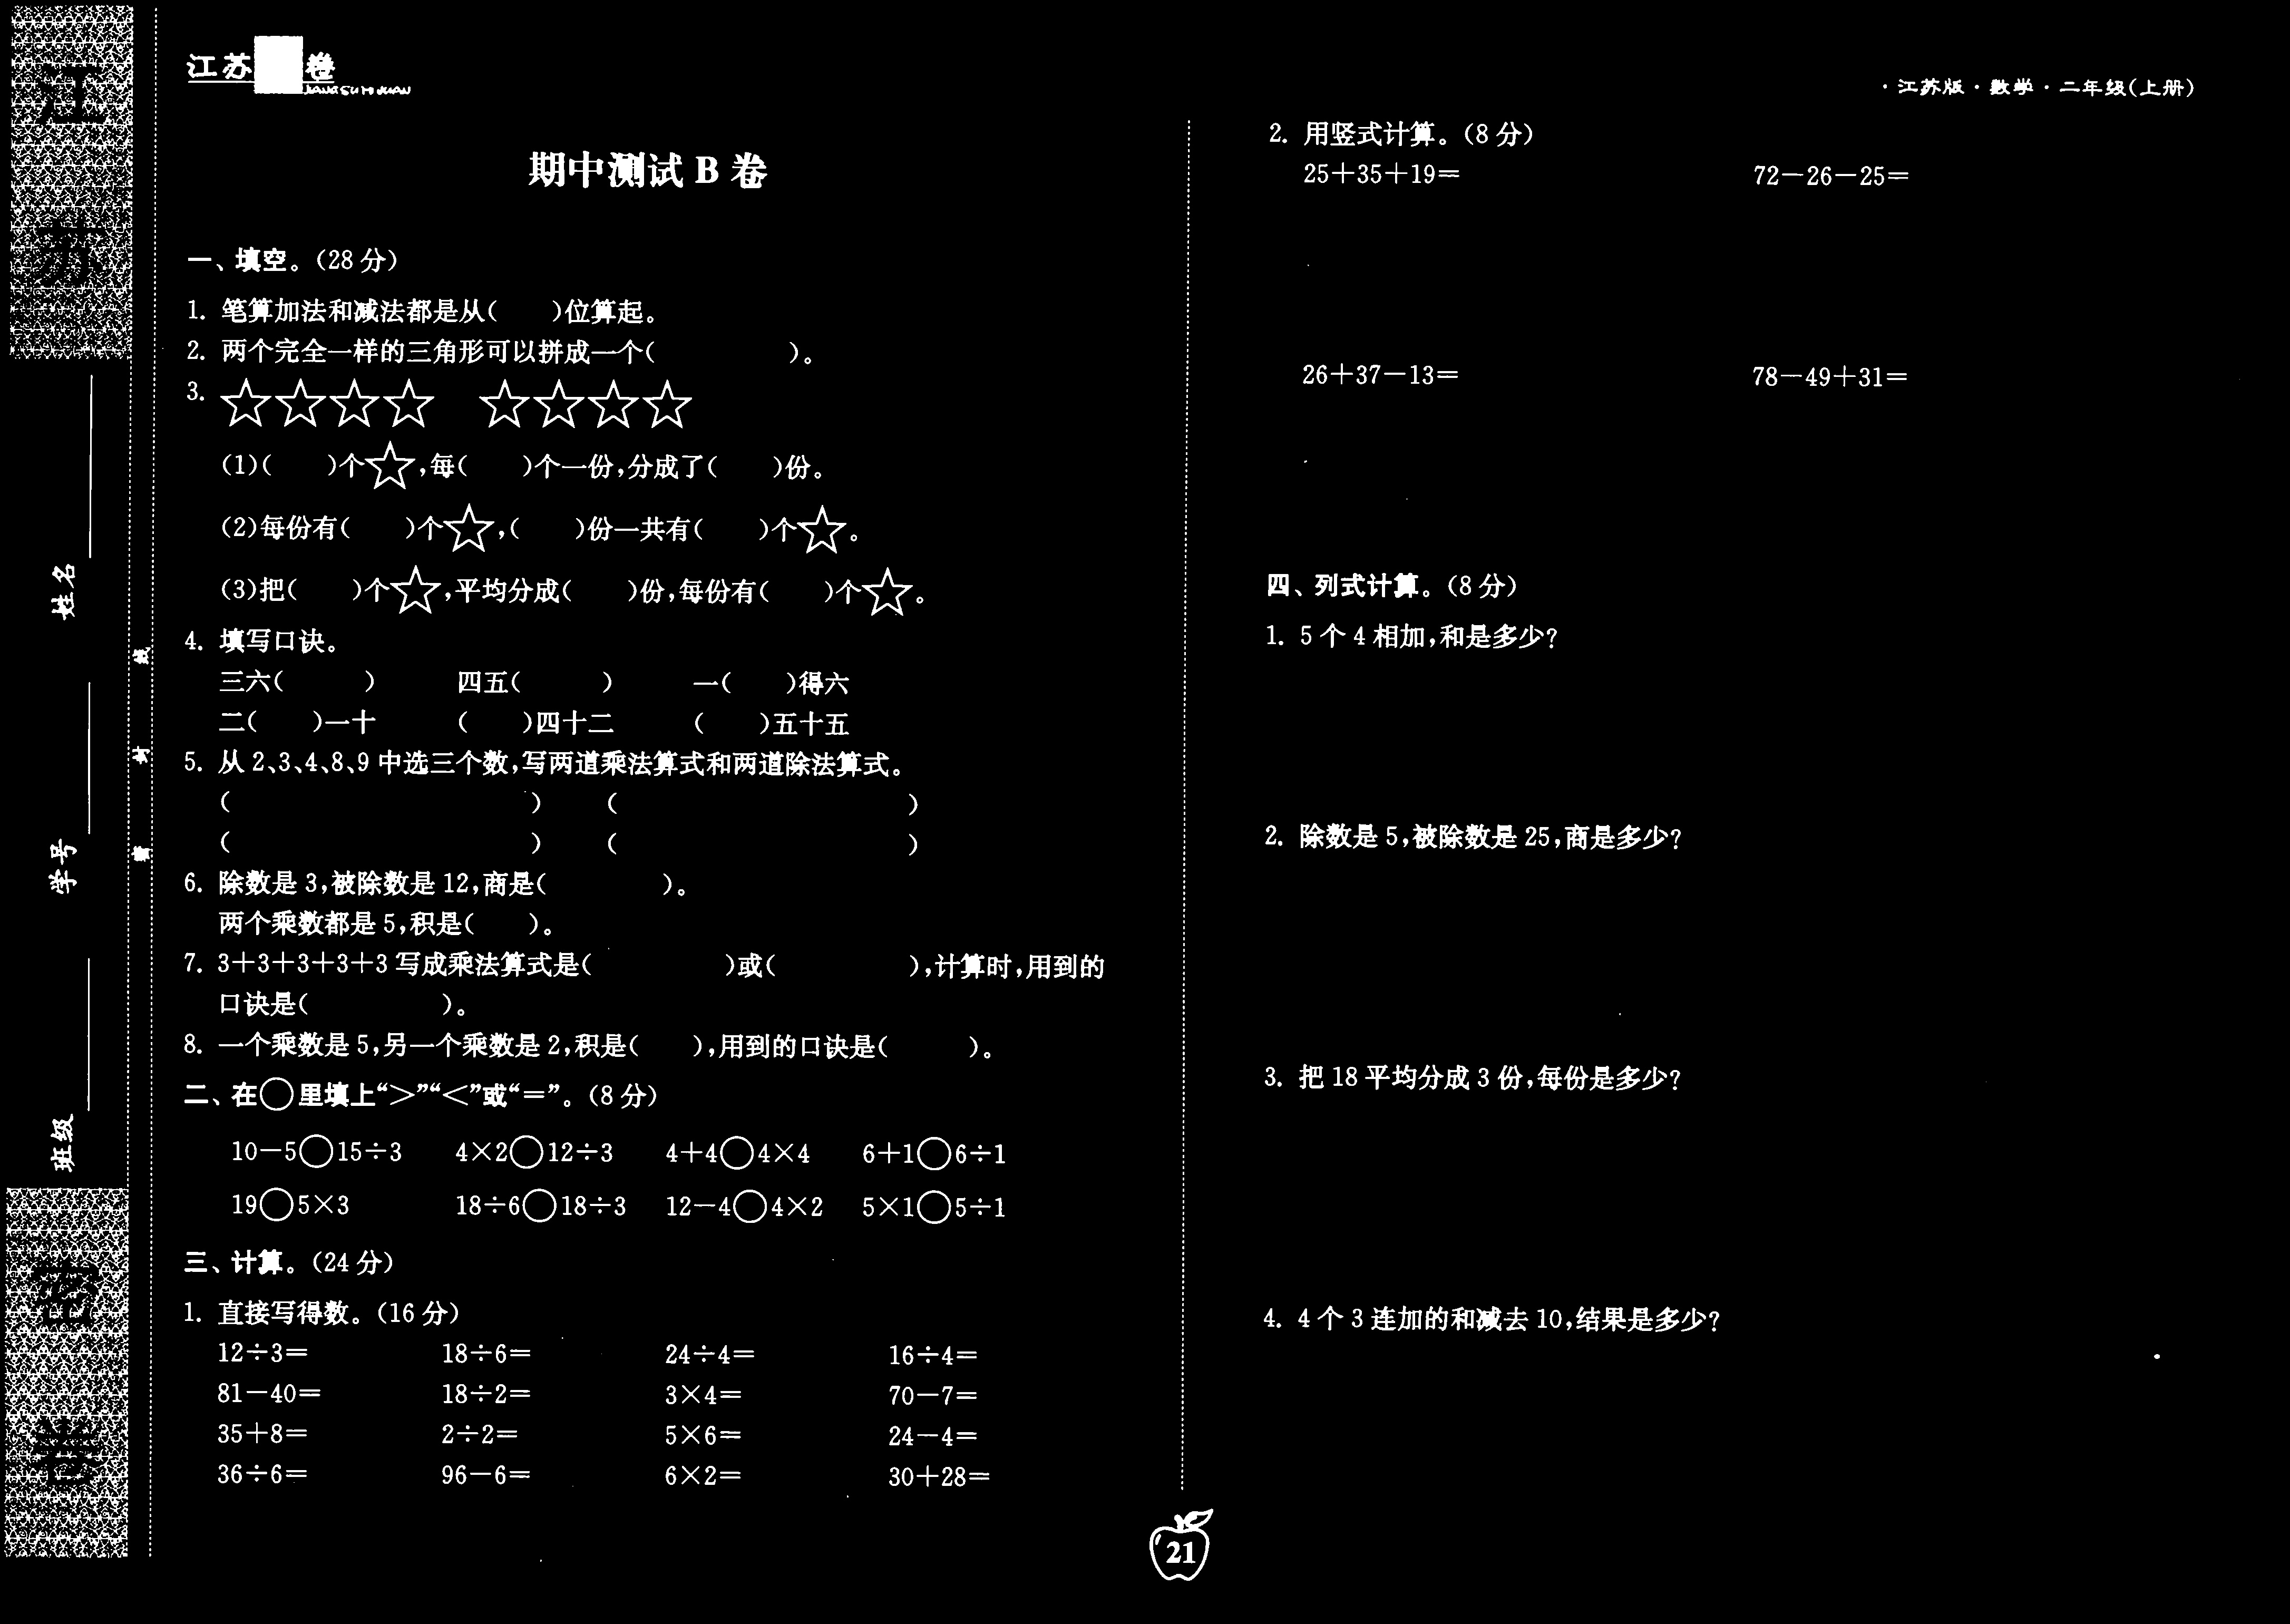 江苏 卷
JIANGSU MI JUAN
·江苏版·数学·二年级(上册)
期中测试 B 卷
一、填空。(28 分)
1. 笔算加法和减法都是从(  )位算起。
2. 两个完全一样的三角形可以拼成一个(  )。
3. ☆☆☆☆ ☆☆☆☆
(1)(  )个☆,每(  )个一份,分成了(  )份。
(2)每份有(  )个☆,(  )份一共有(  )个☆。
(3)把(  )个☆,平均分成(  )份,每份有(  )个☆。
4. 填写口诀。
三六(  ) 四五(  ) 一(  )得六
二(  )一十 (  )四十二 (  )五十五
5. 从 2、3、4、8、9 中选三个数,写两道乘法算式和两道除法算式。
(  ) (  )
(  ) (  )
6. 除数是 3,被除数是 12,商是(  )。
两个乘数都是 5,积是(  )。
7. 3+3+3+3+3 写成乘法算式是(  )或(  ),计算时,用到的
口诀是(  )。
8. 一个乘数是 5,另一个乘数是 2,积是(  ),用到的口诀是(  )。
二、在○里填上“>”“<”或“=”。(8 分)
10-5○15÷3 4×2○12÷3 4+4○4×4 6+1○6÷1
19○5×3 18÷6○18÷3 12-4○4×2 5×1○5÷1
三、计算。(24 分)
1. 直接写得数。(16 分)
12÷3= 18÷6= 24÷4= 16÷4=
81-40= 18÷2= 3×4= 70-7=
35+8= 2÷2= 5×6= 24-4=
36÷6= 96-6= 6×2= 30+28=
2. 用竖式计算。(8 分)
25+35+19= 72-26-25=
26+37-13= 78-49+31=
四、列式计算。(8 分)
1. 5 个 4 相加,和是多少?
2. 除数是 5,被除数是 25,商是多少?
3. 把 18 平均分成 3 份,每份是多少?
4. 4 个 3 连加的和减去 10,结果是多少?
21
江苏密卷
姓名
学号
班级
线
封
密